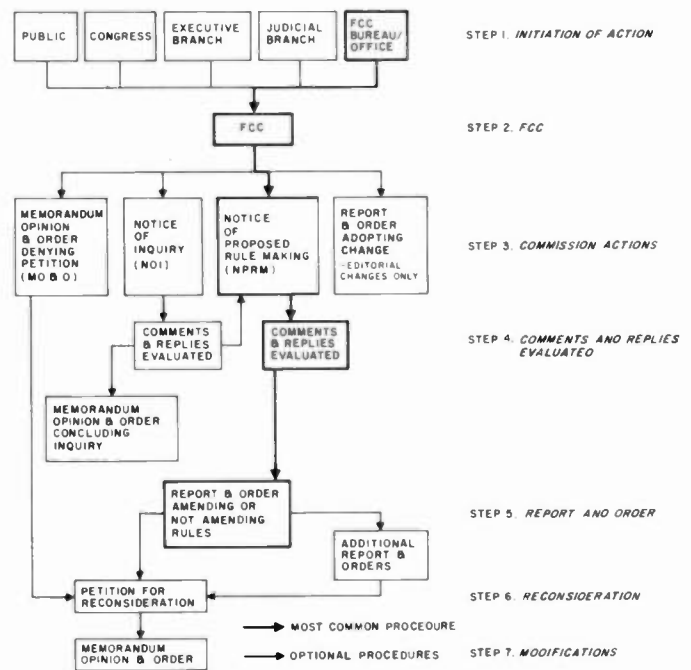 PUBLIC
CONGRESS
EXECUTIVE
BRANCH
JUDICIAL
BRANCH
FCC
BUREAU/
OFFICE
STEP 1. INITIATION OF ACTION
FCC
STEP 2. FCC
MEMORANDUM
OPINION
& ORDER
DENYING
PETITION
(MO&O)
NOTICE
OF
INQUIRY
(NOI)
NOTICE
OF
PROPOSED
RULE MAKING
(NPRM)
REPORT
& ORDER
ADOPTING
CHANGE
-EDITORIAL
CHANGES ONLY
STEP 3. COMMISSION ACTIONS
COMMENTS
& REPLIES
EVALUATED
COMMENTS
& REPLIES
EVALUATED
STEP 4. COMMENTS AND REPLIES
EVALUATED
MEMORANDUM
OPINION & ORDER
CONCLUDING
INQUIRY
REPORT & ORDER
AMENDING OR
NOT AMENDING
RULES
STEP 5. REPORT AND ORDER
ADDITIONAL
REPORT &
ORDERS
PETITION FOR
RECONSIDERATION
STEP 6. RECONSIDERATION
MOST COMMON PROCEDURE
MEMORANDUM
OPINION & ORDER
OPTIONAL PROCEDURES
STEP 7. MODIFICATIONS